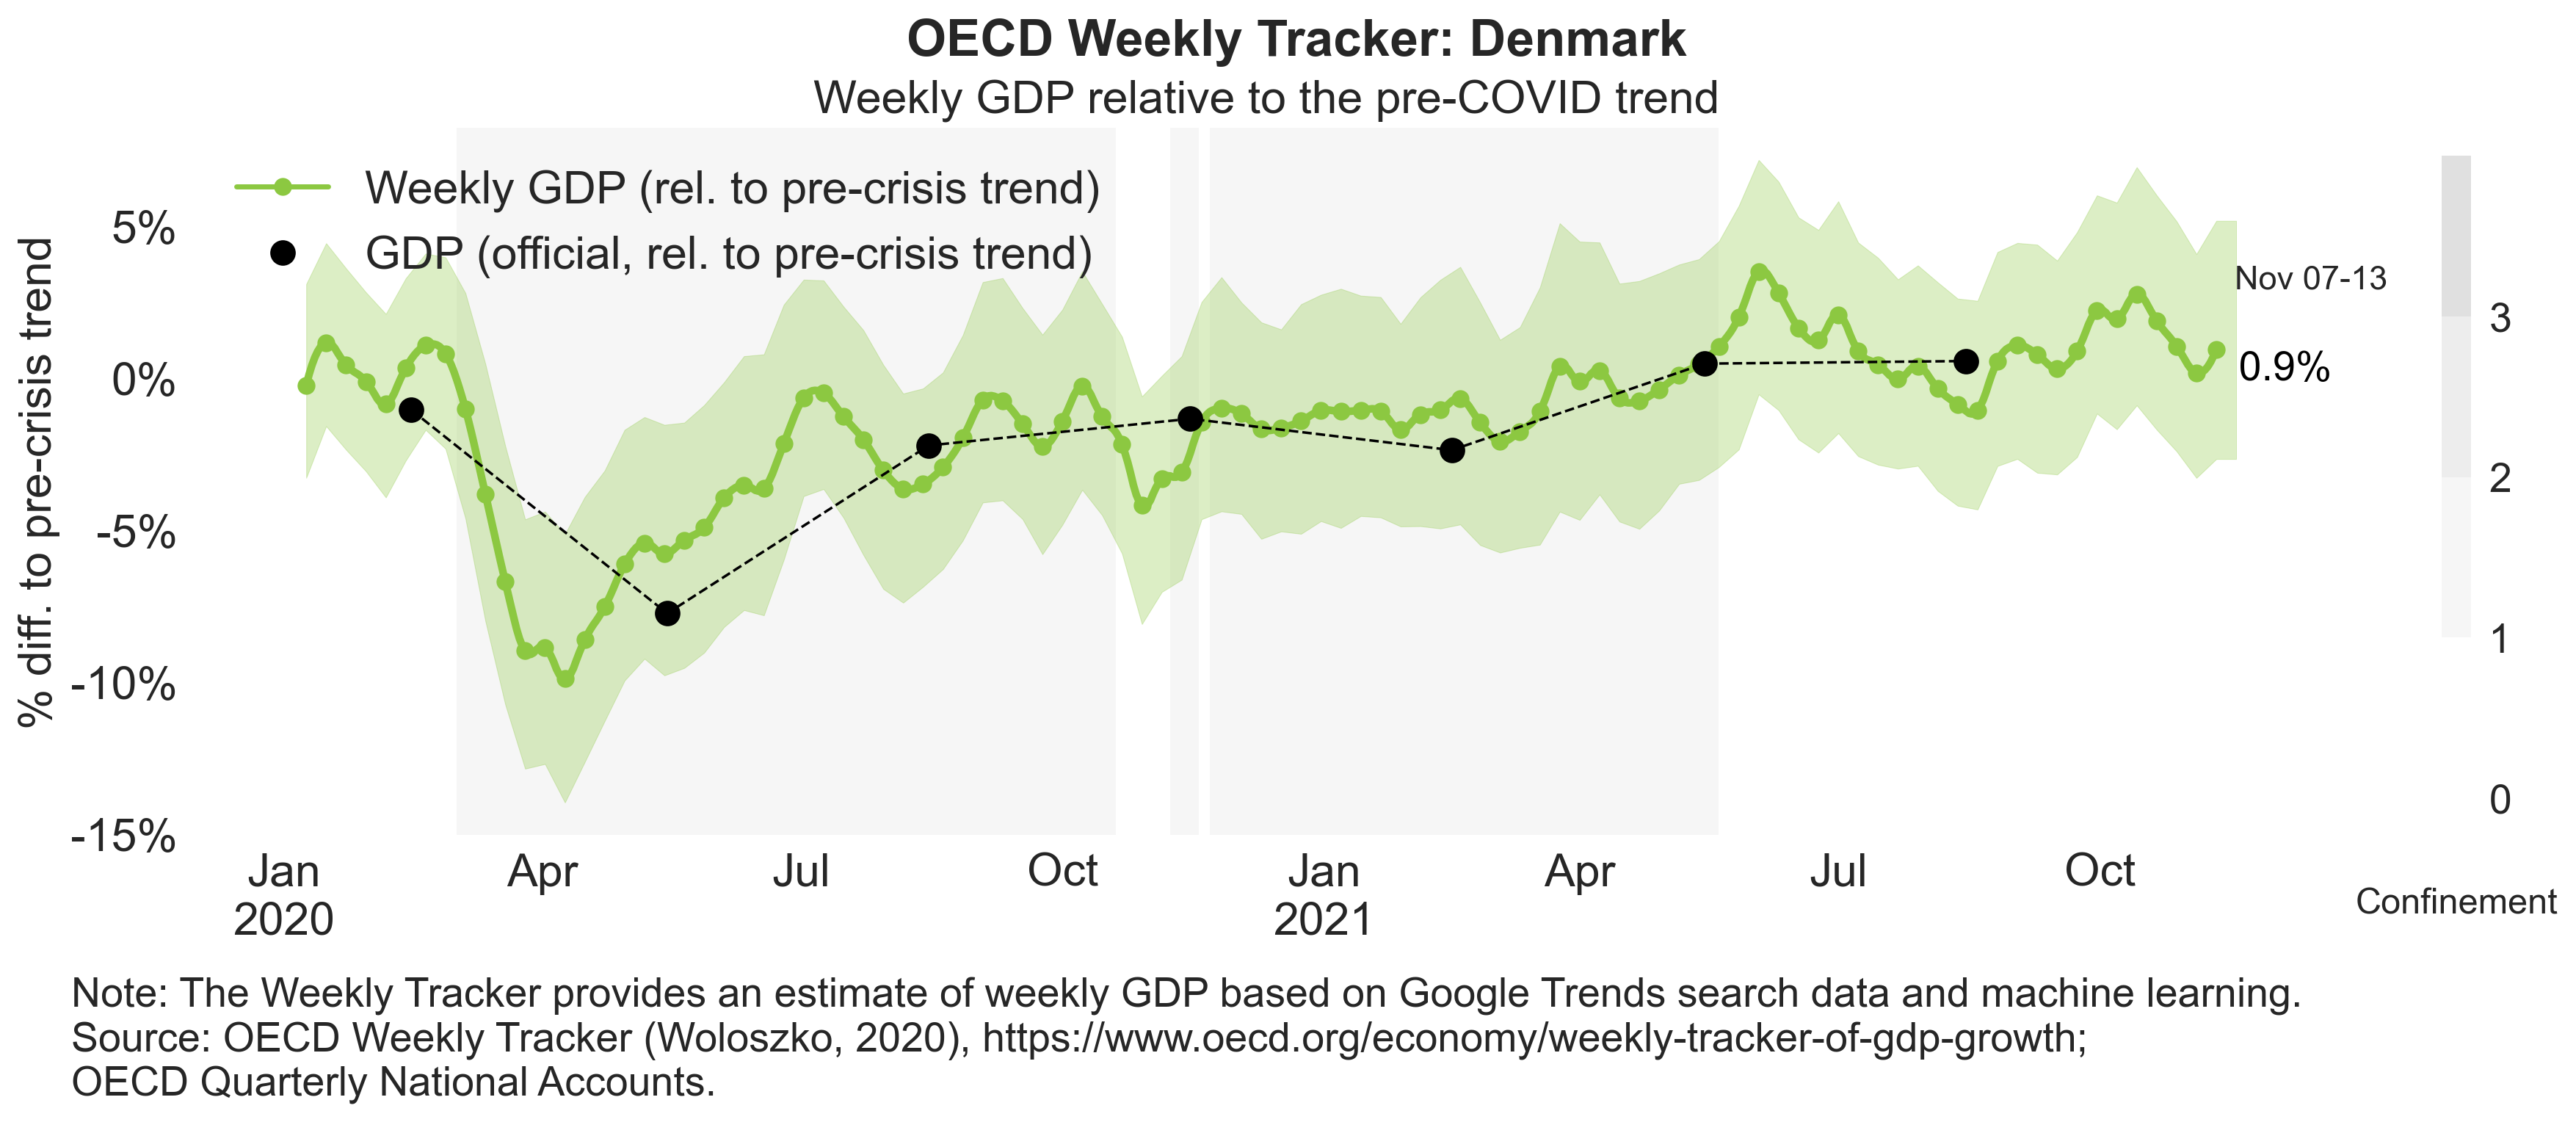 OECD Weekly Tracker: Denmark
Weekly GDP relative to the pre-COVID trend
Weekly GDP (rel. to pre-crisis trend)
GDP (official, rel. to pre-crisis trend)
% diff. to pre-crisis trend
5%
0%
-5%
-10%
-15%
Nov 07-13
0.9%
3
2
1
0
Confinement
Jan Apr Jul Oct Jan Apr Jul Oct
2020 2021
Note: The Weekly Tracker provides an estimate of weekly GDP based on Google Trends search data and machine learning.
Source: OECD Weekly Tracker (Woloszko, 2020), https://www.oecd.org/economy/weekly-tracker-of-gdp-growth;
OECD Quarterly National Accounts.